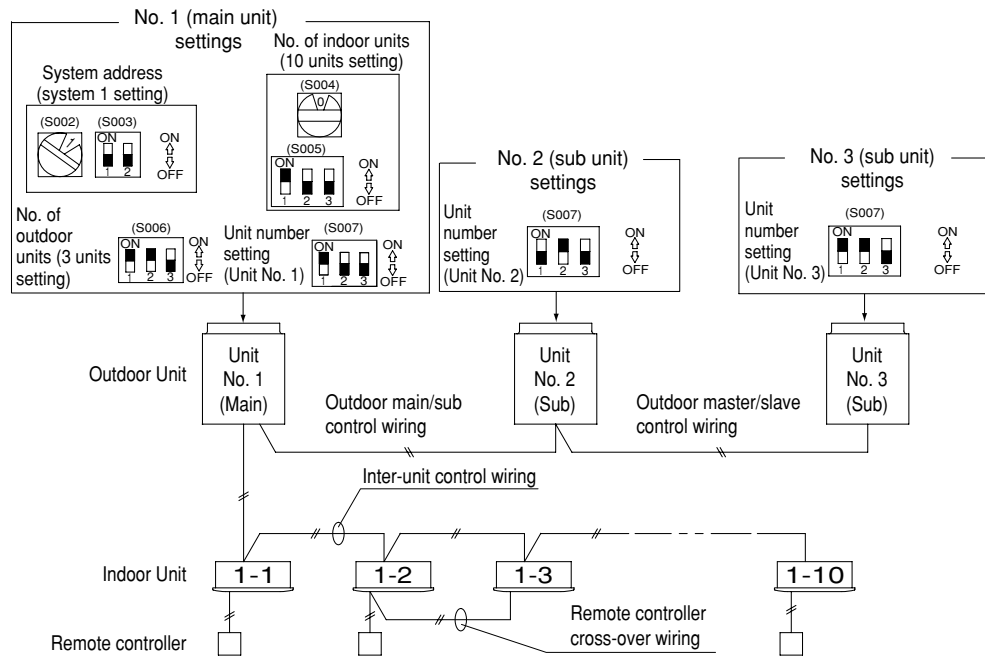 No. 1 (main unit)
settings
System address
(system 1 setting)
(S002)
(S003)
ON
1 2
ON
OFF
No. of indoor units
(10 units setting)
(S004)
0
(S005)
ON
1 2 3
ON
OFF
No. of
outdoor
units (3 units
setting)
(S006)
ON
1 2 3
ON
OFF
Unit number
setting
(Unit No. 1)
(S007)
ON
1 2 3
ON
OFF
No. 2 (sub unit)
settings
Unit
number
setting
(Unit No. 2)
(S007)
ON
1 2 3
ON
OFF
No. 3 (sub unit)
settings
Unit
number
setting
(Unit No. 3)
(S007)
ON
1 2 3
ON
OFF
Outdoor Unit
Unit
No. 1
(Main)
Unit
No. 2
(Sub)
Unit
No. 3
(Sub)
Outdoor main/sub
control wiring
Outdoor master/slave
control wiring
Inter-unit control wiring
Indoor Unit
1-1
1-2
1-3
1-10
Remote controller
cross-over wiring
Remote controller